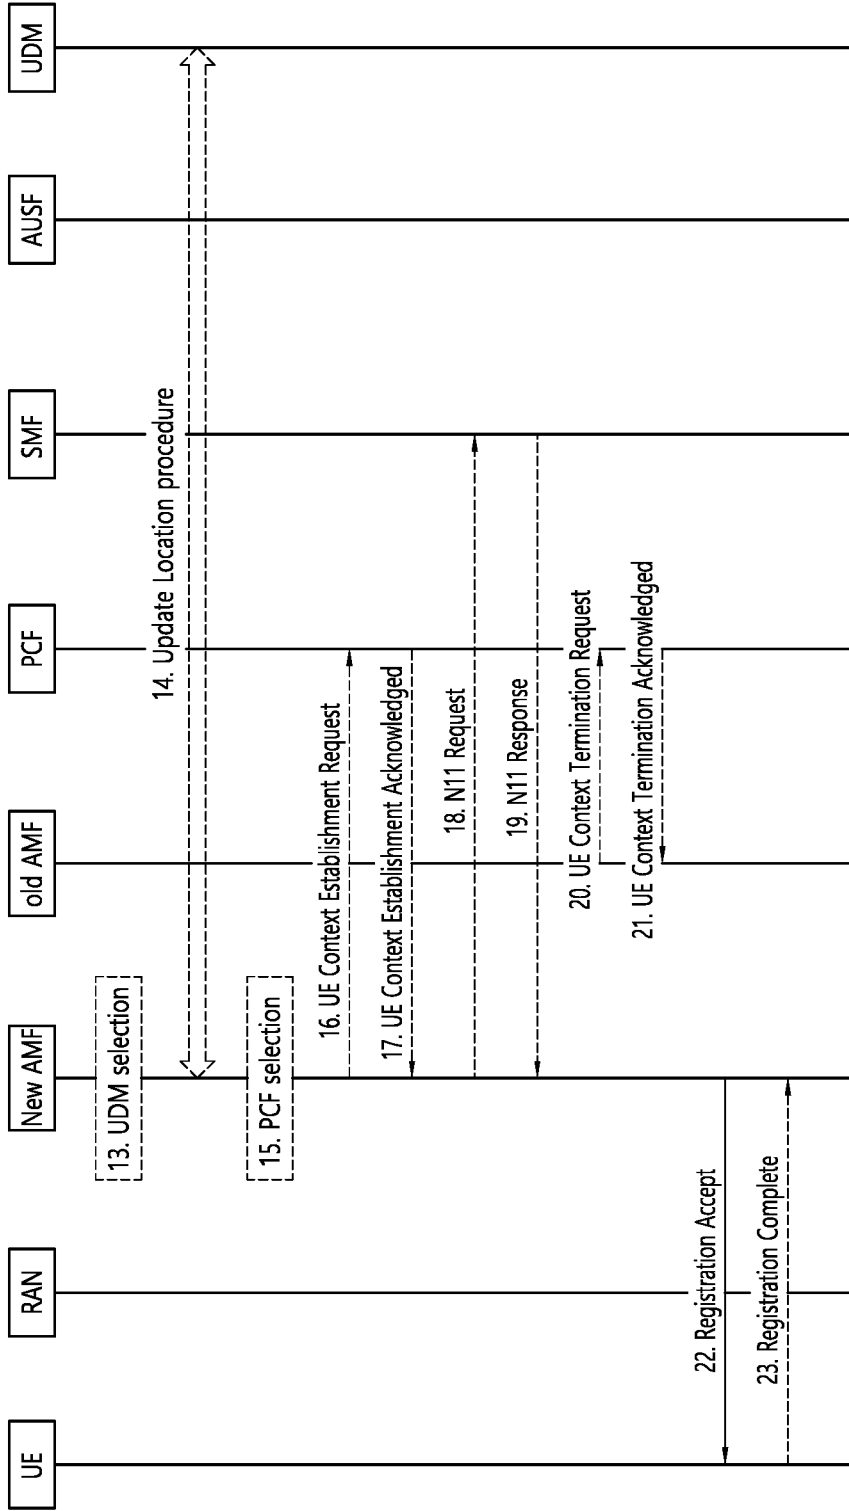 UE
RAN
New AMF
old AMF
PCF
SMF
AUSF
UDM
13. UDM selection
14. Update Location procedure
15. PCF selection
16. UE Context Establishment Request
17. UE Context Establishment Acknowledged
18. N11 Request
19. N11 Response
20. UE Context Termination Request
21. UE Context Termination Acknowledged
22. Registration Accept
23. Registration Complete